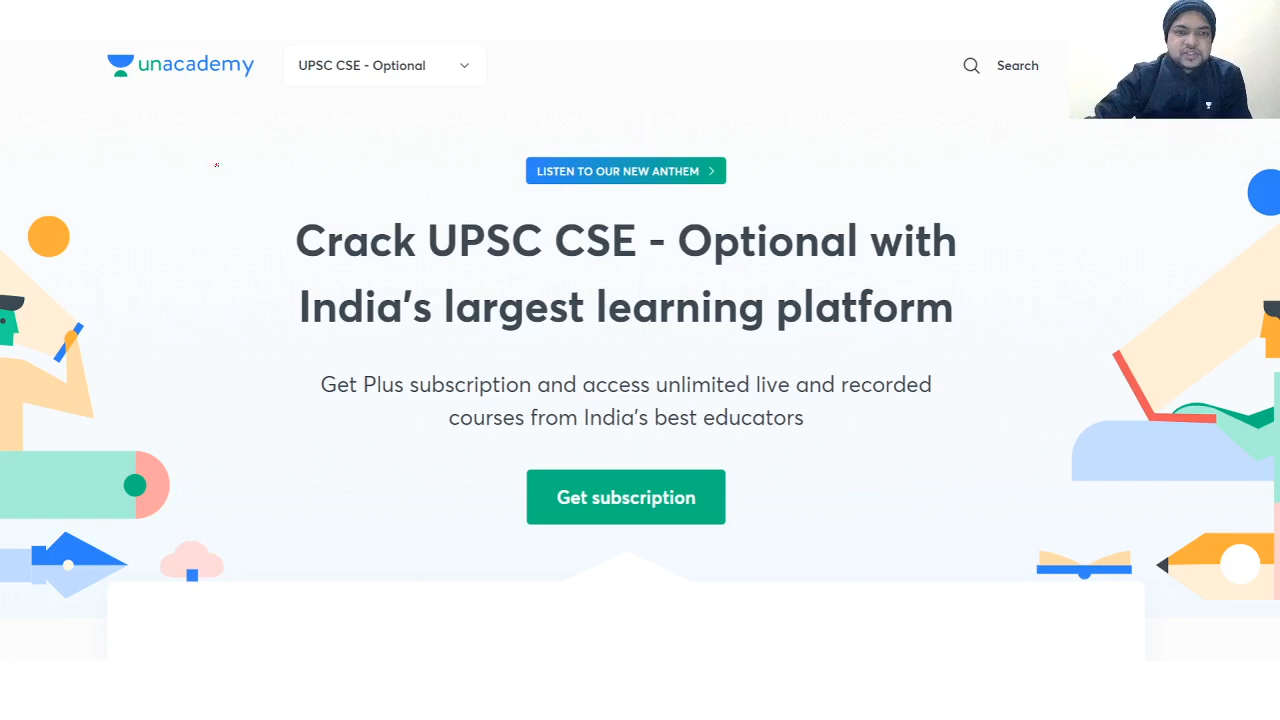 unacademy
UPSC CSE - Optional
Search
LISTEN TO OUR NEW ANTHEM
Crack UPSC CSE - Optional with
India's largest learning platform
Get Plus subscription and access unlimited live and recorded
courses from India's best educators
Get subscription